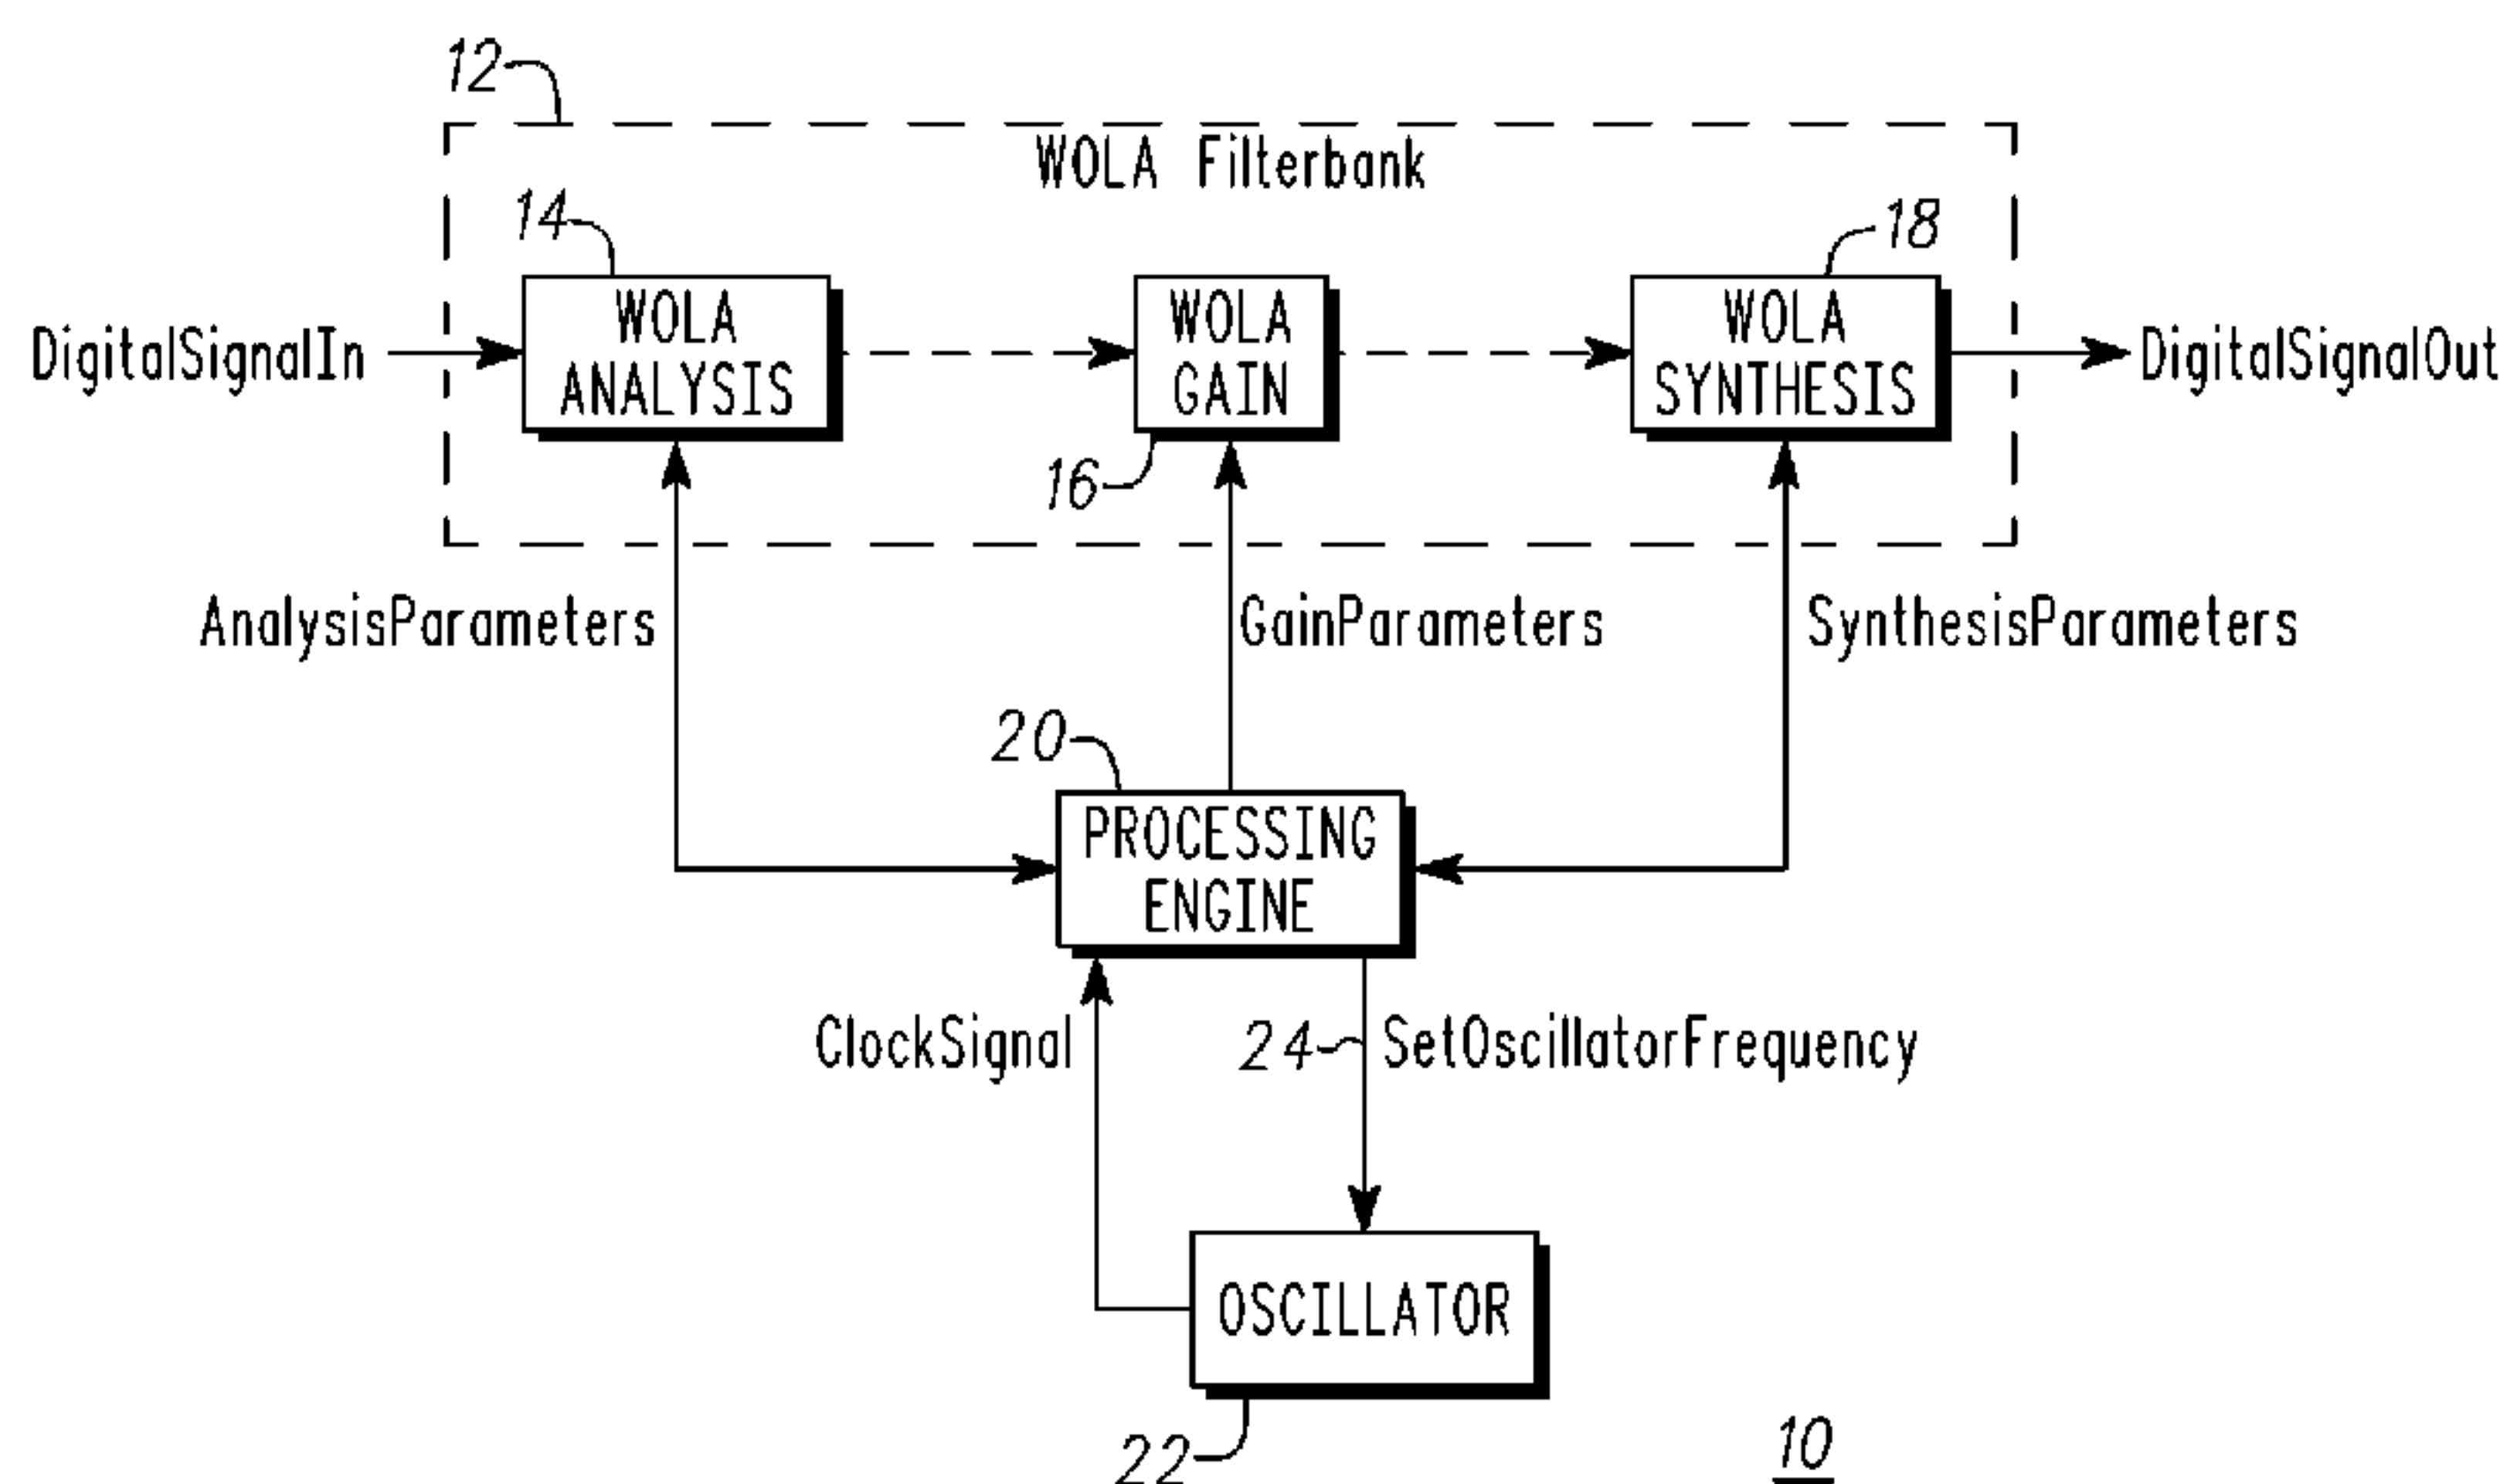 12
WOLA Filterbank
14
18
DigitalSignalIn
WOLA
ANALYSIS
WOLA
GAIN
WOLA
SYNTHESIS
DigitalSignalOut
16
AnalysisParameters
GainParameters
SynthesisParameters
20
PROCESSING
ENGINE
ClockSignal
24
SetOscillatorFrequency
OSCILLATOR
22
10